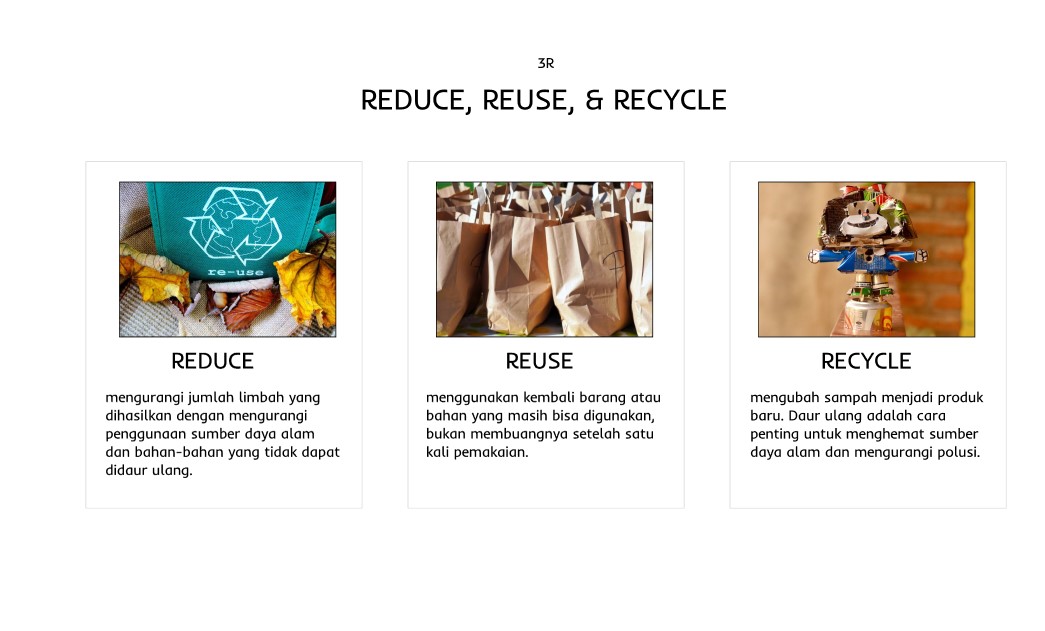 3R
REDUCE, REUSE, & RECYCLE
re-use
REDUCE
mengurangi jumlah limbah yang
dihasilkan dengan mengurangi
penggunaan sumber daya alam
dan bahan-bahan yang tidak dapat
didaur ulang.
REUSE
menggunakan kembali barang atau
bahan yang masih bisa digunakan,
bukan membuangnya setelah satu
kali pemakaian.
RECYCLE
mengubah sampah menjadi produk
baru. Daur ulang adalah cara
penting untuk menghemat sumber
daya alam dan mengurangi polusi.